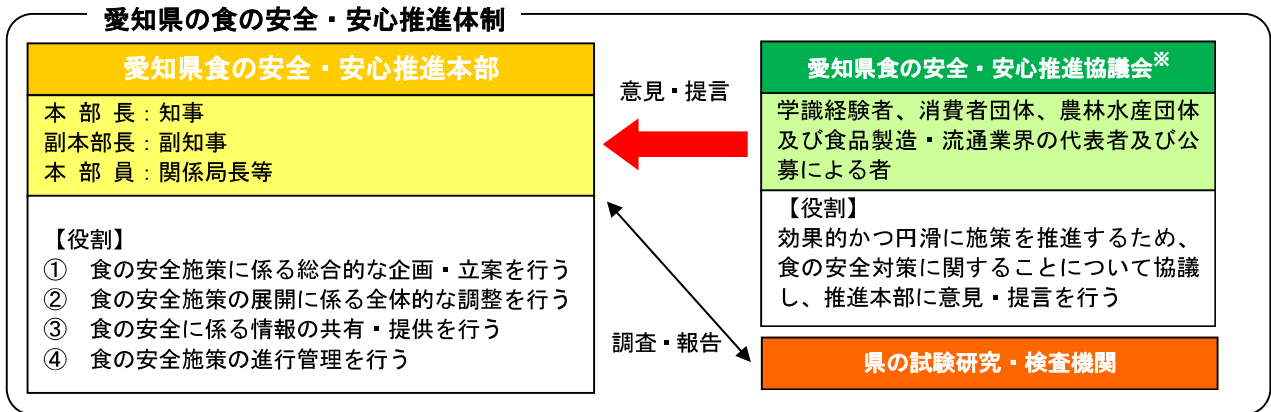 愛知県の食の安全・安心推進体制
愛知県食の安全・安心推進本部
本 部 長：知事
副本部長：副知事
本 部 員：関係局長等
【役割】
① 食の安全施策に係る総合的な企画・立案を行う
② 食の安全施策の展開に係る全体的な調整を行う
③ 食の安全に係る情報の共有・提供を行う
④ 食の安全施策の進行管理を行う
意見・提言
調査・報告
愛知県食の安全・安心推進協議会※
学識経験者、消費者団体、農林水産団体
及び食品製造・流通業界の代表者及び公
募による者
【役割】
効果的かつ円滑に施策を推進するため、
食の安全対策に関することについて協議
し、推進本部に意見・提言を行う
県の試験研究・検査機関